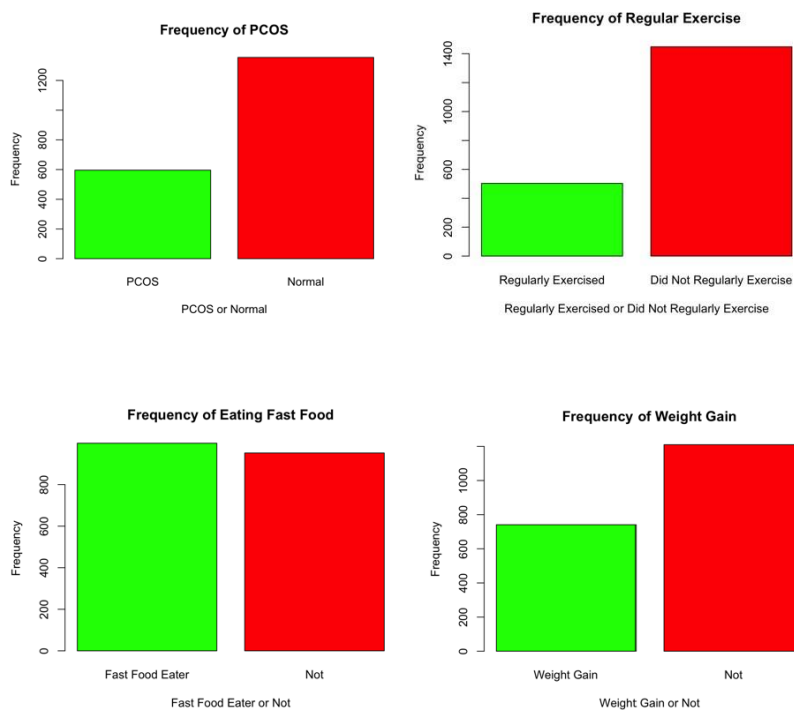 Frequency of PCOS
Frequency
0
200
400
600
800
1200
PCOS
Normal
PCOS or Normal
Frequency of Regular Exercise
Frequency
0
200
600
1000
1400
Regularly Exercised
Did Not Regularly Exercise
Regularly Exercised or Did Not Regularly Exercise
Frequency of Eating Fast Food
Frequency
0
200
400
600
800
Fast Food Eater
Not
Fast Food Eater or Not
Frequency of Weight Gain
Frequency
0
200
400
600
800
1000
Weight Gain
Not
Weight Gain or Not